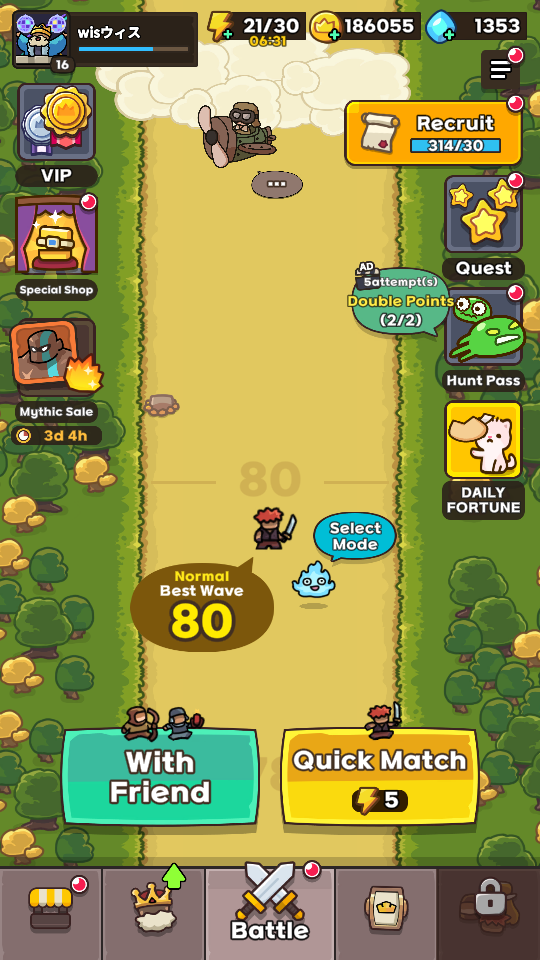 wisウィス
16
21/30
06:31
186055
1353
VIP
Recruit
314/30
...
Special Shop
Quest
AD
5attempt(s)
Double Points
(2/2)
Hunt Pass
Mythic Sale
3d 4h
DAILY
FORTUNE
80
Select
Mode
Normal
Best Wave
80
With
Friend
Quick Match
5
Battle